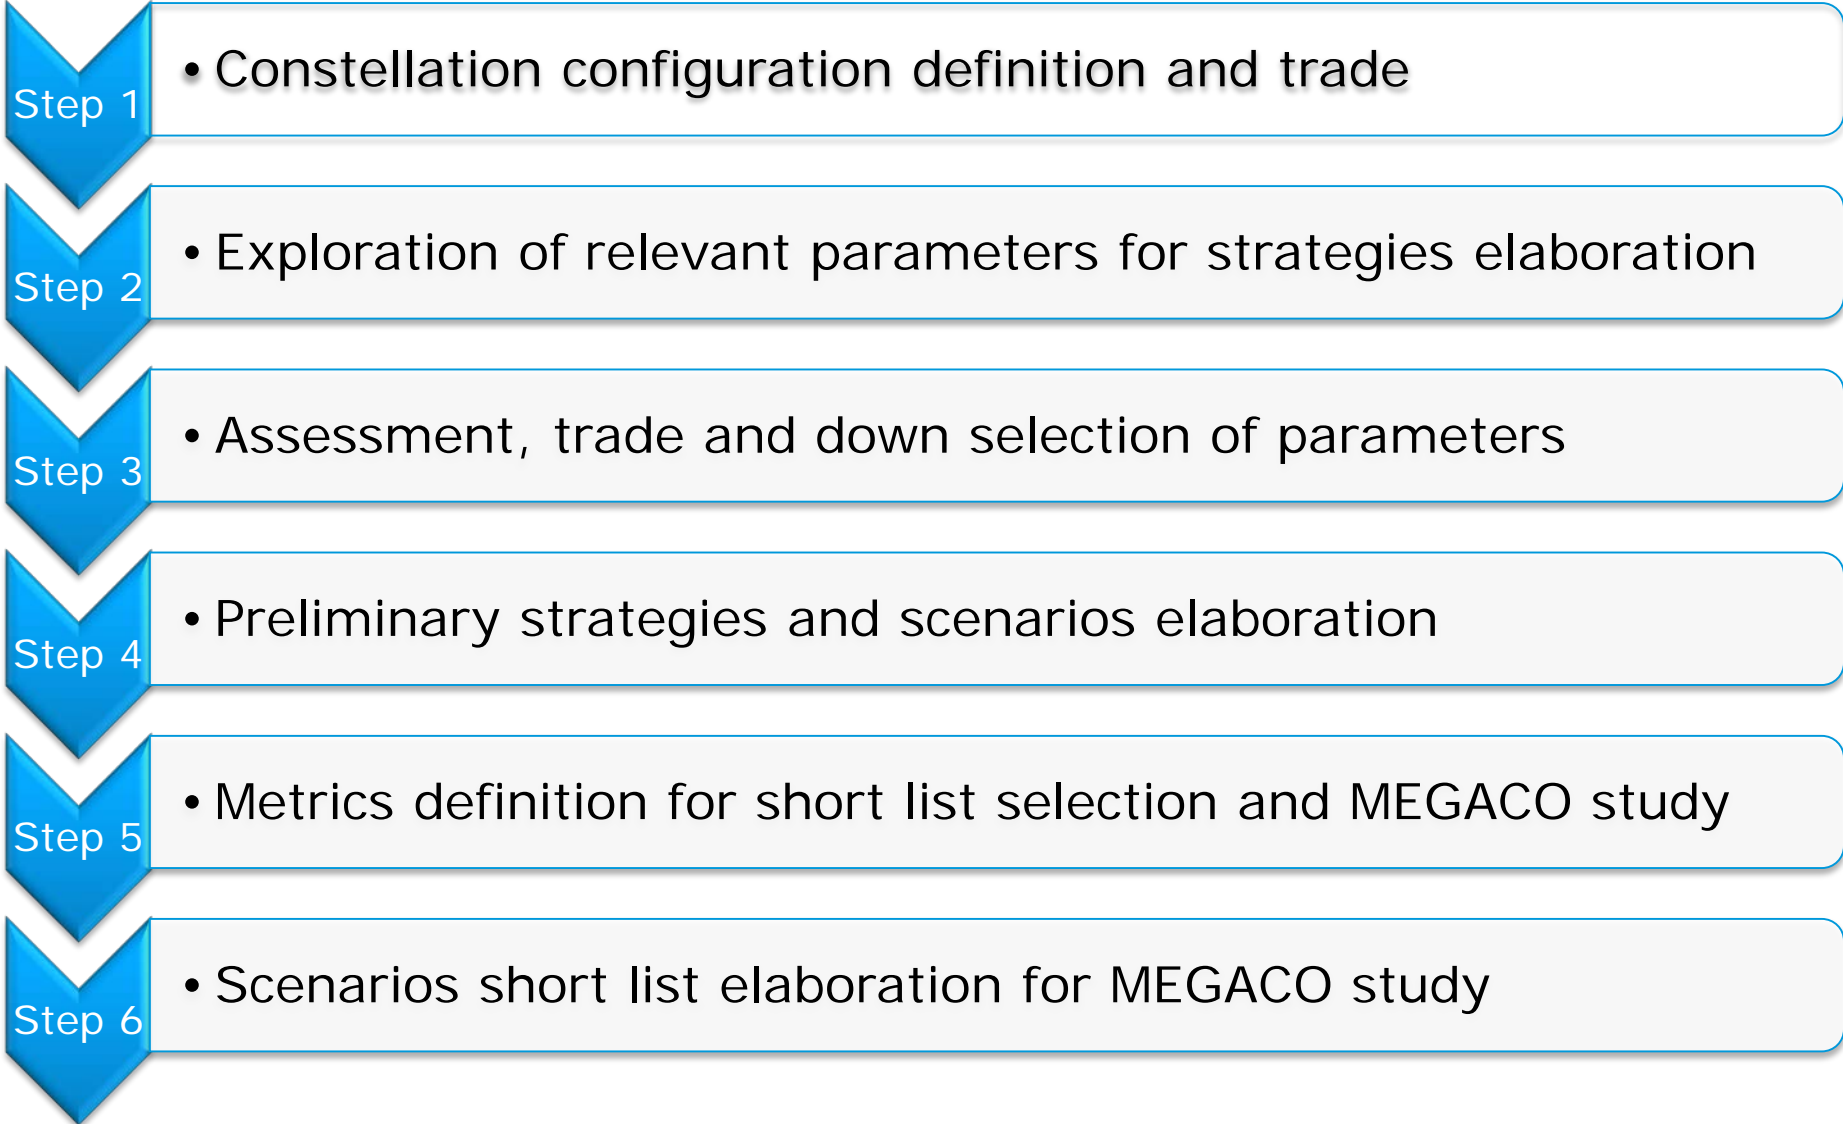 Step 1
• Constellation configuration definition and trade
Step 2
• Exploration of relevant parameters for strategies elaboration
Step 3
• Assessment, trade and down selection of parameters
Step 4
• Preliminary strategies and scenarios elaboration
Step 5
• Metrics definition for short list selection and MEGACO study
Step 6
• Scenarios short list elaboration for MEGACO study